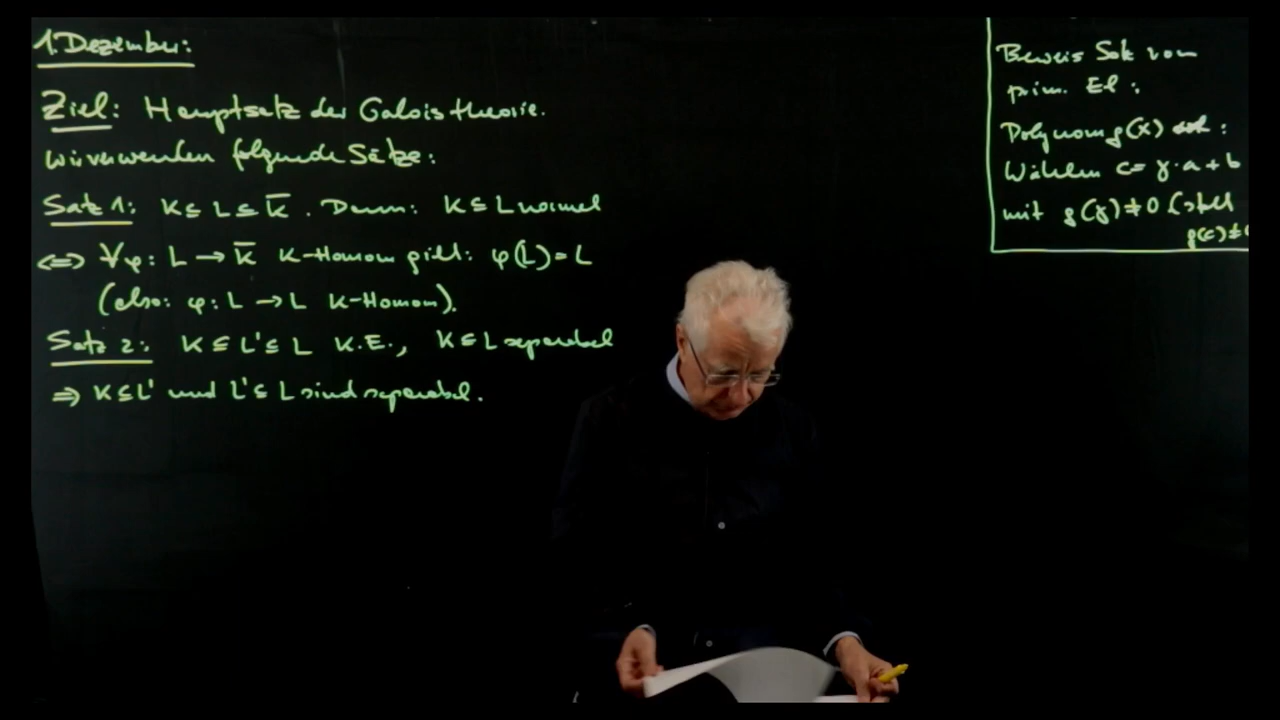 1. Dezember:
Ziel: Hauptsatz der Galoistheorie.
Wir verwenden folgende Sätze:
Satz 1: K ⊆ L ⊆ K̅. Dann: K ⊆ L normal
⇔ ∀φ: L → K̅ K-Homom gilt: φ(L) = L
(also: φ: L → L K-Homom).
Satz 2: K ⊆ L' ⊆ L K.E., K ⊆ L separabel
⇒ K ⊆ L' und L' ⊆ L sind separabel.
Beweis Satz vom
prim. El:
Polynom g(x) :
Wählen c = γ·a + b
mit g(γ) ≠ 0 (statt
g(c) ≠